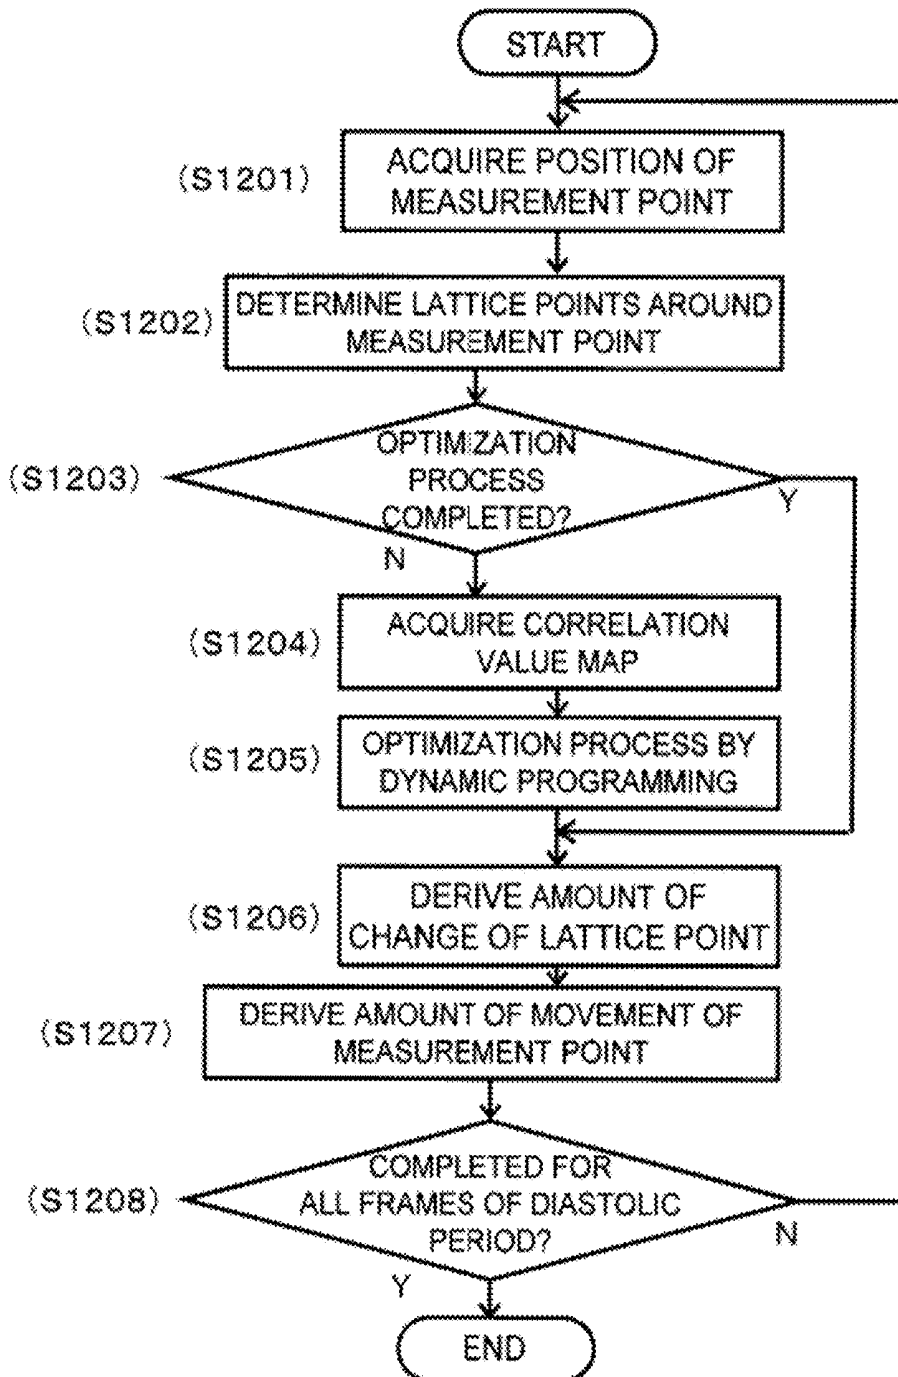 START
(S1201)
ACQUIRE POSITION OF
MEASUREMENT POINT
(S1202)
DETERMINE LATTICE POINTS AROUND
MEASUREMENT POINT
(S1203)
OPTIMIZATION
PROCESS
COMPLETED?
Y
N
(S1204)
ACQUIRE CORRELATION
VALUE MAP
(S1205)
OPTIMIZATION PROCESS BY
DYNAMIC PROGRAMMING
(S1206)
DERIVE AMOUNT OF
CHANGE OF LATTICE POINT
(S1207)
DERIVE AMOUNT OF MOVEMENT OF
MEASUREMENT POINT
(S1208)
COMPLETED FOR
ALL FRAMES OF DIASTOLIC
PERIOD?
N
Y
END